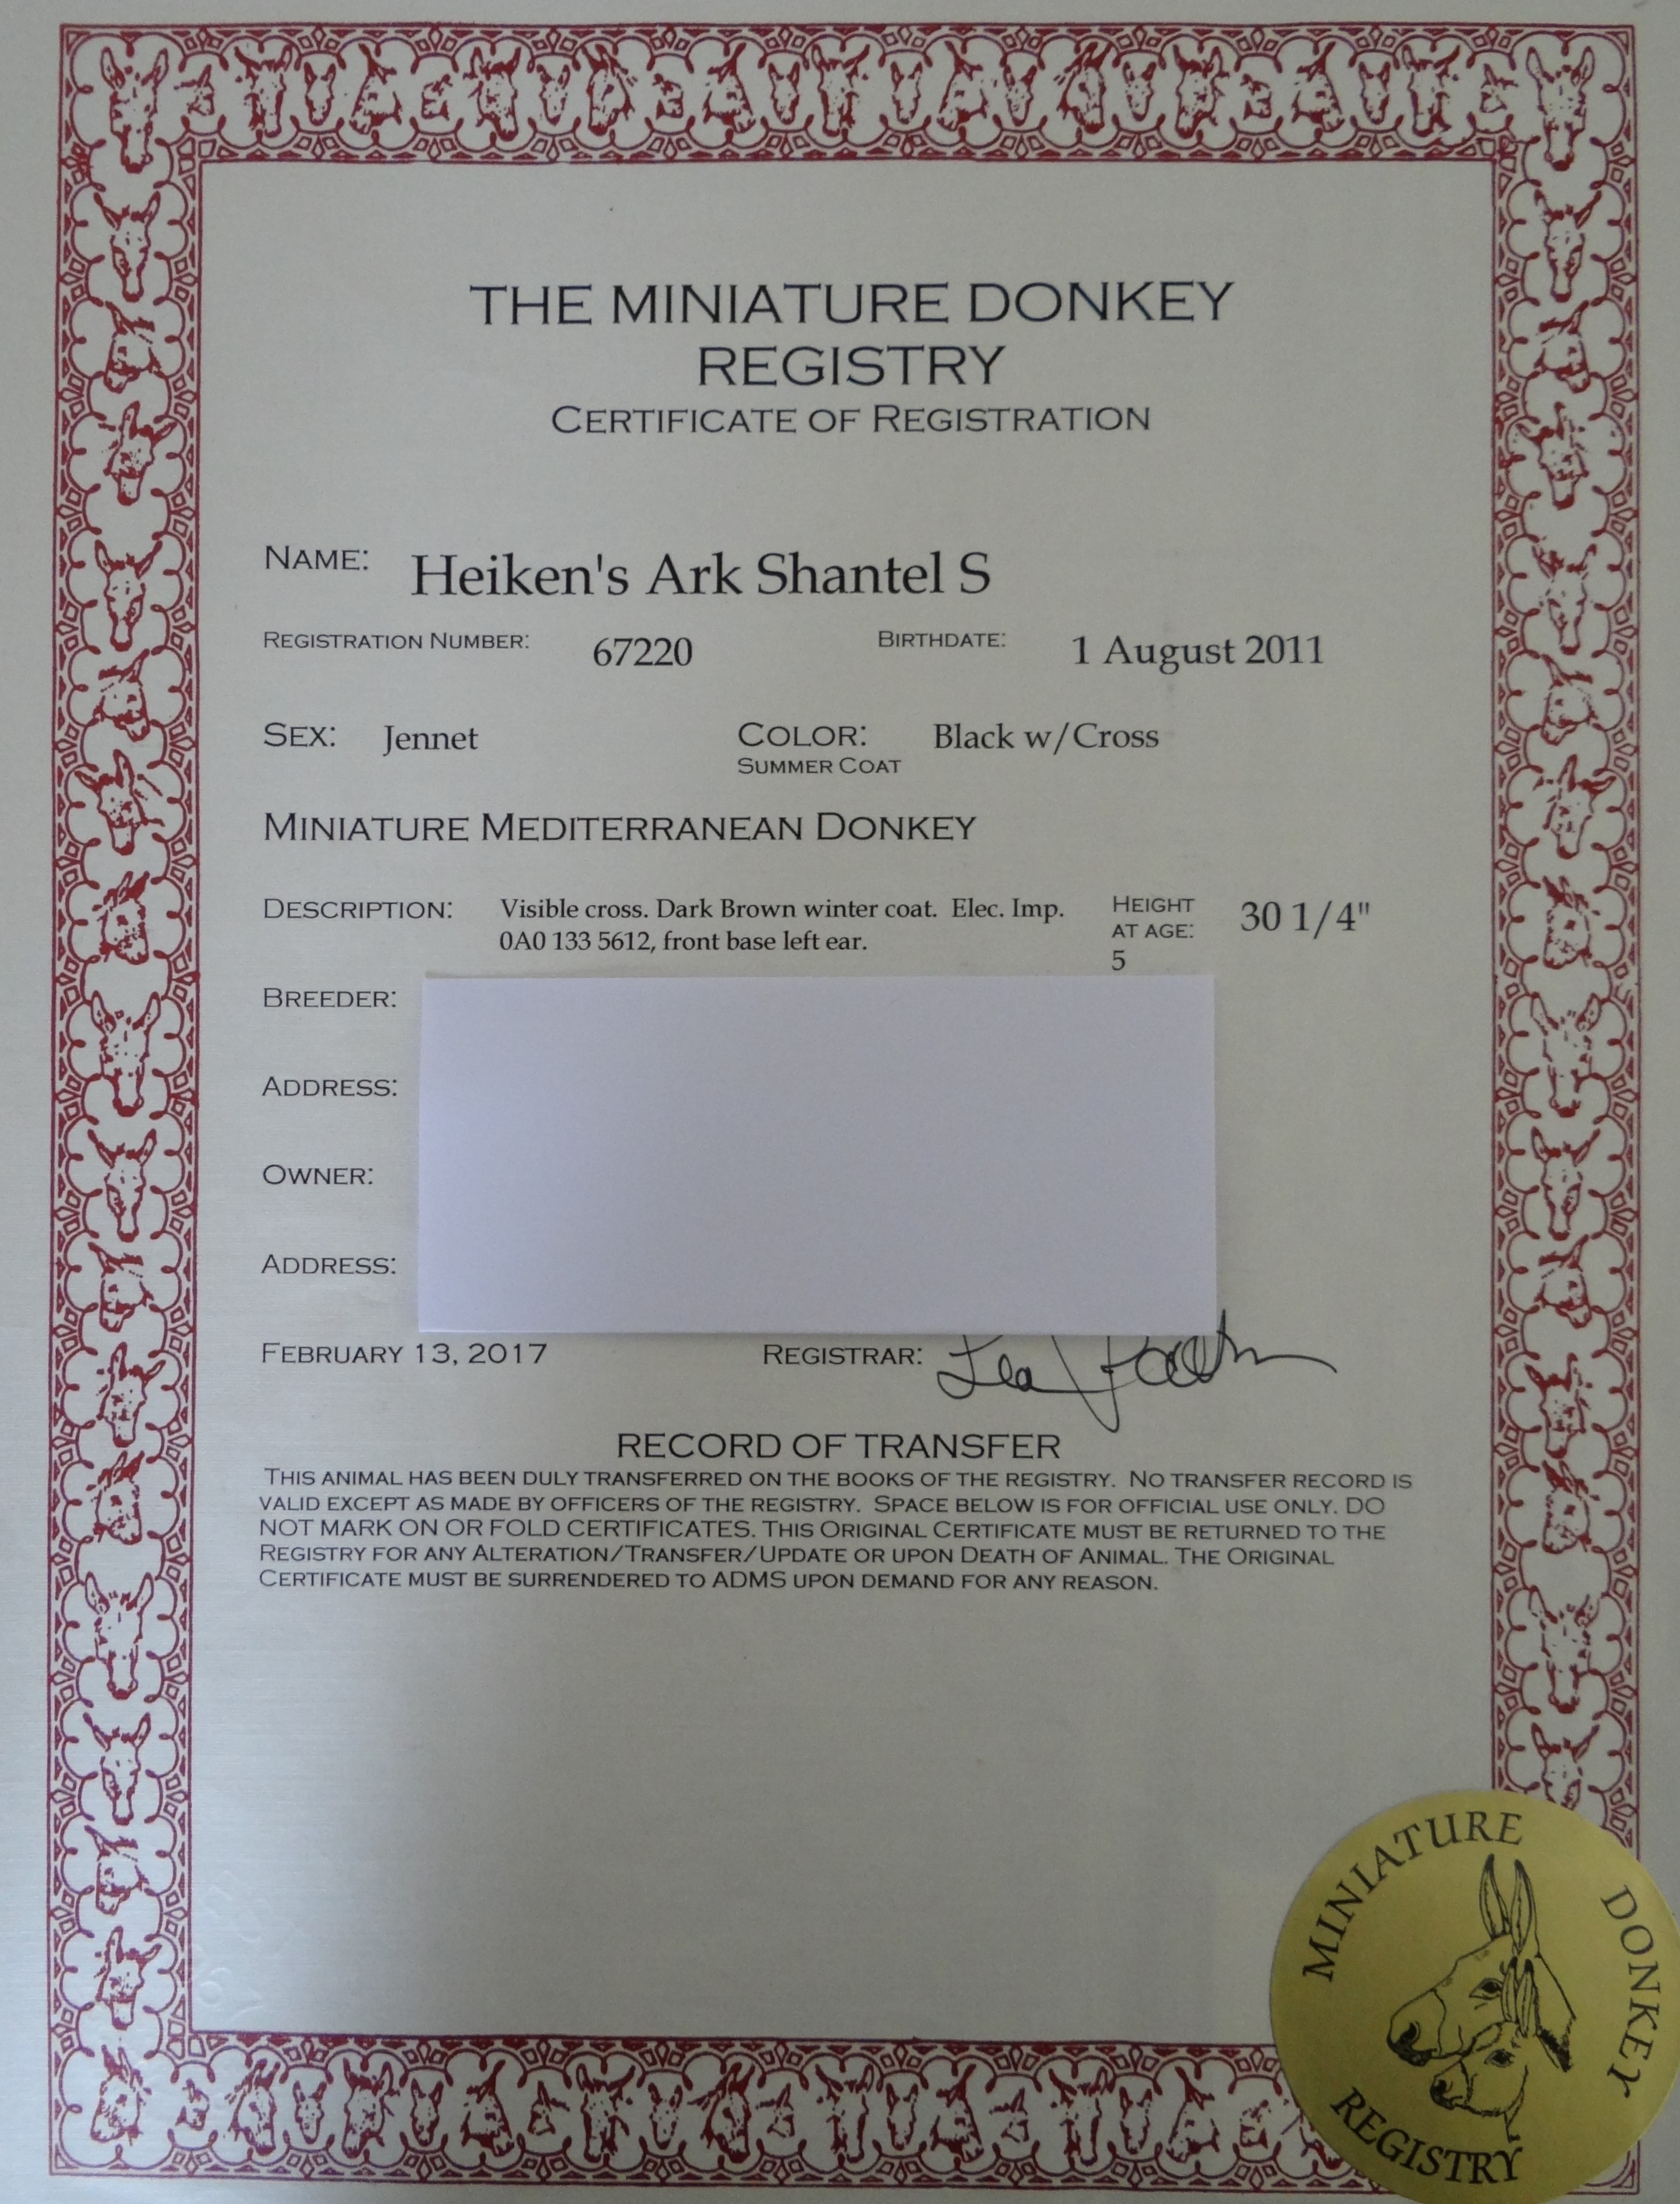 THE MINIATURE DONKEY
REGISTRY
CERTIFICATE OF REGISTRATION
NAME: Heiken's Ark Shantel S
REGISTRATION NUMBER: 67220 BIRTHDATE: 1 August 2011
SEX: Jennet COLOR: Black w/Cross
SUMMER COAT
MINIATURE MEDITERRANEAN DONKEY
DESCRIPTION: Visible cross. Dark Brown winter coat. Elec. Imp. HEIGHT 30 1/4"
0A0 133 5612, front base left ear. AT AGE:
5
BREEDER:
ADDRESS:
OWNER:
ADDRESS:
FEBRUARY 13, 2017 REGISTRAR: Lea
RECORD OF TRANSFER
THIS ANIMAL HAS BEEN DULY TRANSFERRED ON THE BOOKS OF THE REGISTRY. NO TRANSFER RECORD IS
VALID EXCEPT AS MADE BY OFFICERS OF THE REGISTRY. SPACE BELOW IS FOR OFFICIAL USE ONLY. DO
NOT MARK ON OR FOLD CERTIFICATES. THIS ORIGINAL CERTIFICATE MUST BE RETURNED TO THE
REGISTRY FOR ANY ALTERATION/TRANSFER/UPDATE OR UPON DEATH OF ANIMAL. THE ORIGINAL
CERTIFICATE MUST BE SURRENDERED TO ADMS UPON DEMAND FOR ANY REASON.
MINIATURE DONKEY
REGISTRY